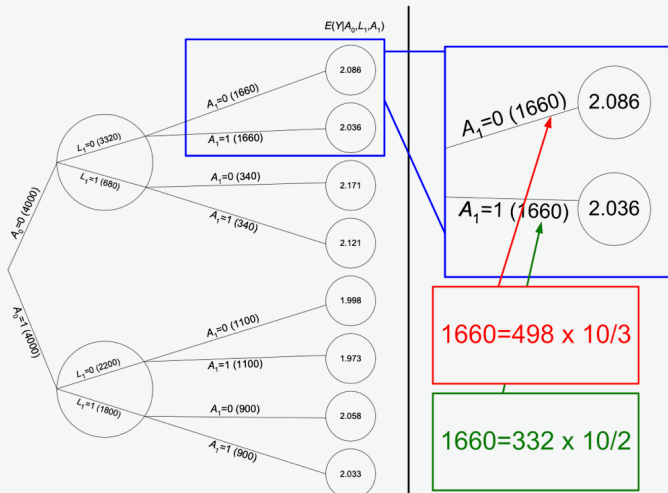 E(Y|A₀,L₁,A₁)
A₀=0 (4000)
L₁=0 (3320)
A₁=0 (1660)
2.086
A₁=1 (1660)
2.036
L₁=1 (680)
A₁=0 (340)
2.171
A₁=1 (340)
2.121
A₀=1 (4000)
L₁=0 (2200)
A₁=0 (1100)
1.998
A₁=1 (1100)
1.973
L₁=1 (1800)
A₁=0 (900)
2.058
A₁=1 (900)
2.033
A₁=0 (1660)
2.086
A₁=1 (1660)
2.036
1660=498 x 10/3
1660=332 x 10/2